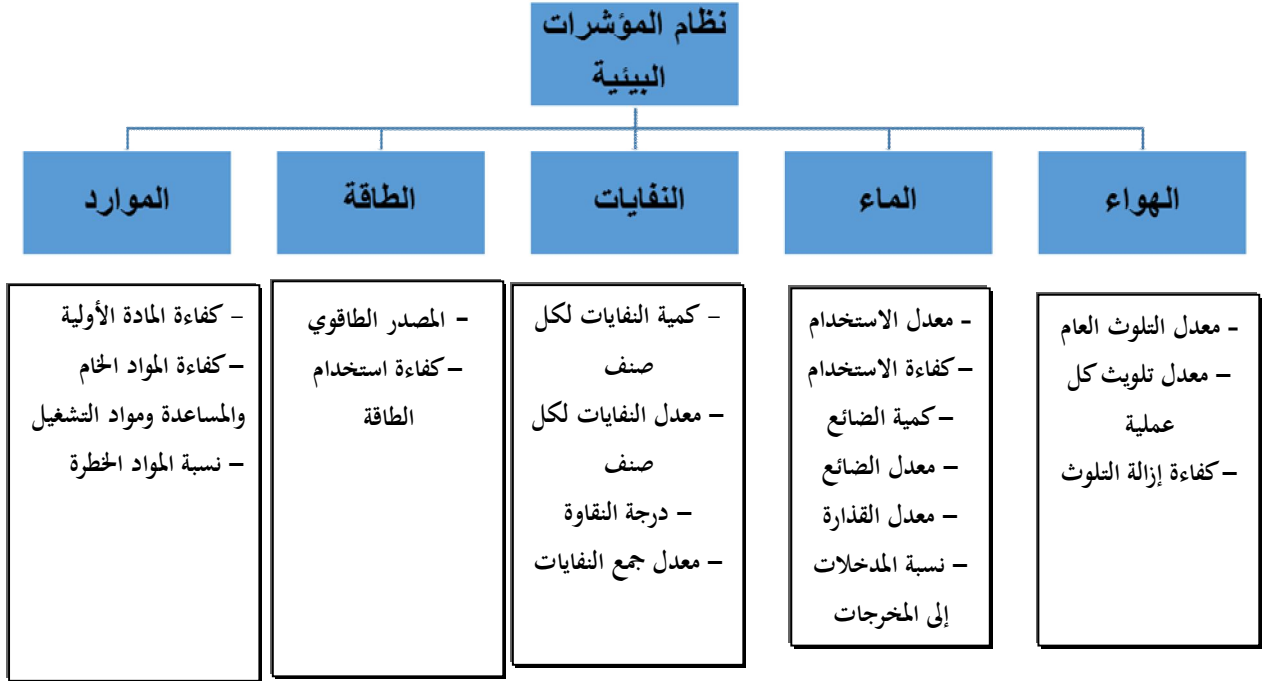 نظام المؤشرات
البيئية
الهواء
الماء
النفايات
الطاقة
الموارد
- معدل التلوث العام
– معدل تلويث كل
عملية
– كفاءة إزالة التلوث
- معدل الاستخدام
– كفاءة الاستخدام
– كمية الضائع
– معدل الضائع
– معدل القذارة
– نسبة المدخلات
إلى المخرجات
- كمية النفايات لكل
صنف
– معدل النفايات لكل
صنف
– درجة النقاوة
– معدل جمع النفايات
– المصدر الطاقوي
– كفاءة استخدام
الطاقة
- كفاءة المادة الأولية
– كفاءة المواد الخام
والمساعدة ومواد التشغيل
– نسبة المواد الخطرة